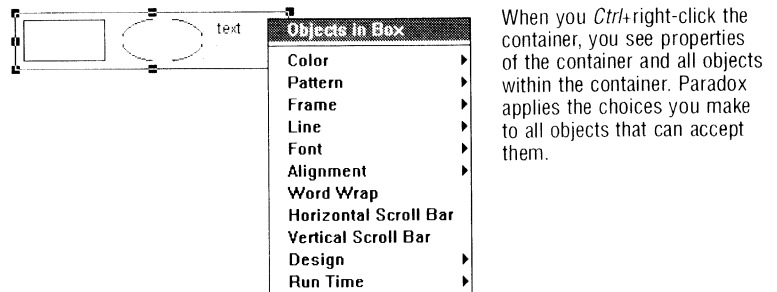 text
Objects in Box
Color
Pattern
Frame
Line
Font
Alignment
Word Wrap
Horizontal Scroll Bar
Vertical Scroll Bar
Design
Run Time
When you Ctrl+right-click the
container, you see properties
of the container and all objects
within the container. Paradox
applies the choices you make
to all objects that can accept
them.